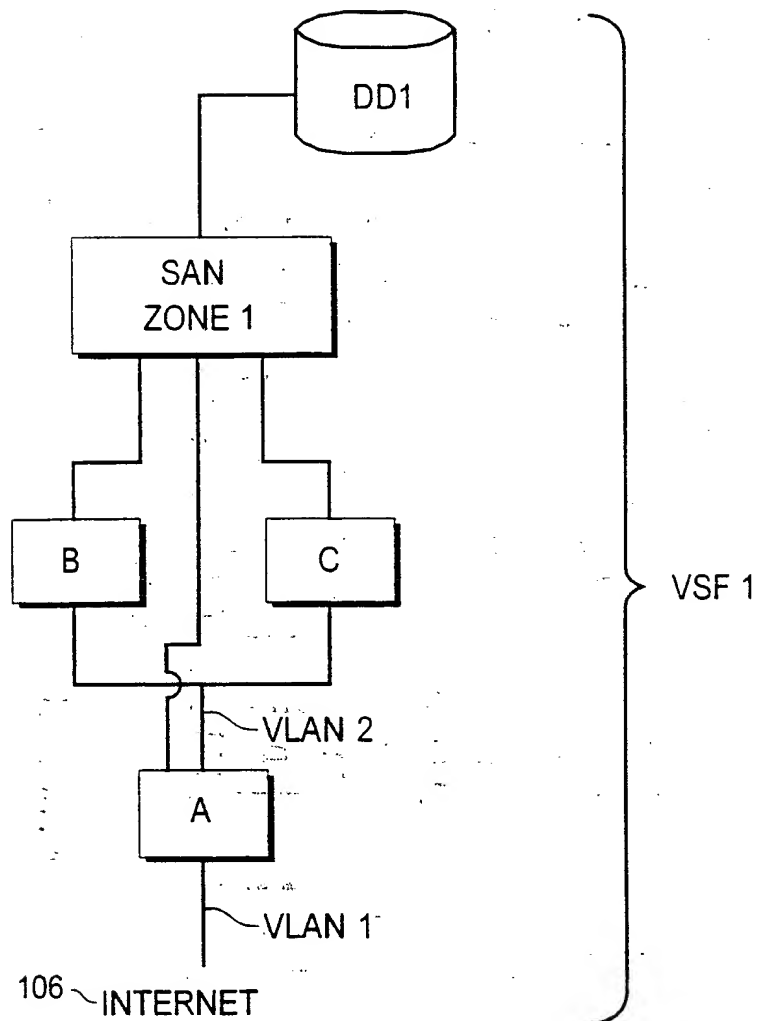 DD1
SAN
ZONE 1
B
C
VSF 1
VLAN 2
A
VLAN 1
106 INTERNET